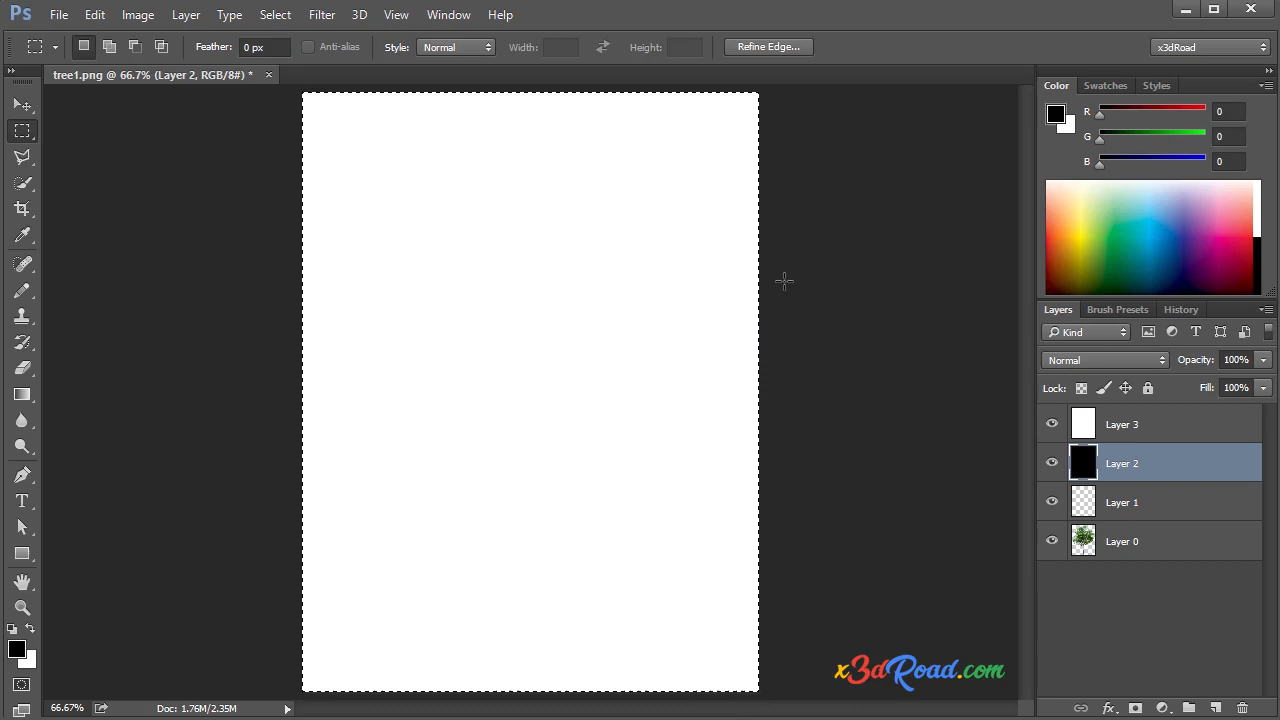 Ps File Edit Image Layer Type Select Filter 3D View Window Help
Feather: 0 px Anti-alias Style: Normal Width: Height: Refine Edge... x3dRoad
tree1.png @ 66.7% (Layer 2, RGB/8#) * ×
Color Swatches Styles
R 0
G 0
B 0
Layers Brush Presets History
Kind
Normal Opacity: 100%
Lock: Fill: 100%
Layer 3
Layer 2
Layer 1
Layer 0
x3dRoad.com
66.67% Doc: 1.76M/2.35M